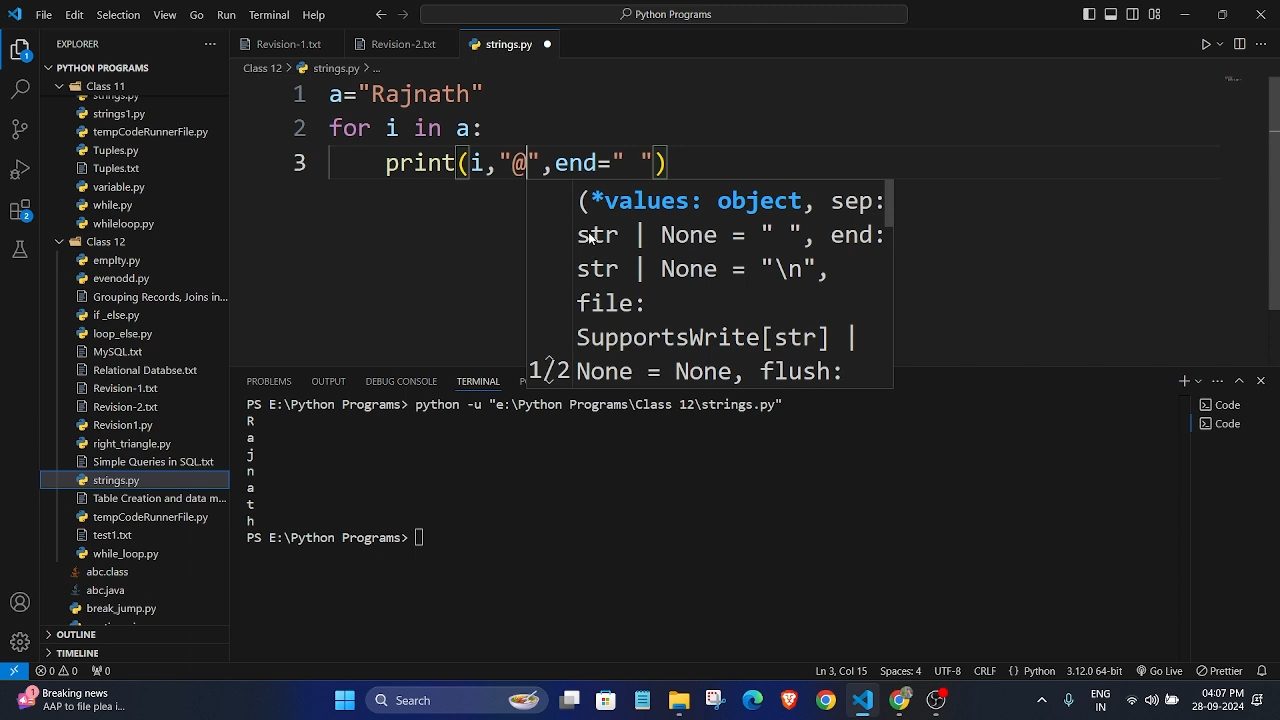 File Edit Selection View Go Run Terminal Help
Python Programs
EXPLORER
Revision-1.txt
Revision-2.txt
strings.py
PYTHON PROGRAMS
Class 12 > strings.py > ...
Class 11
strings.py
strings1.py
tempCodeRunnerFile.py
Tuples.py
Tuples.txt
variable.py
while.py
whileloop.py
Class 12
emplty.py
evenodd.py
Grouping Records, Joins in...
if _else.py
loop_else.py
MySQL.txt
Relational Databse.txt
Revision-1.txt
Revision-2.txt
Revision1.py
right_triangle.py
Simple Queries in SQL.txt
strings.py
Table Creation and data m...
tempCodeRunnerFile.py
test1.txt
while_loop.py
abc.class
abc.java
break_jump.py
OUTLINE
TIMELINE
1 a="Rajnath"
2 for i in a:
3 print(i,"@",end=" ")
(*values: object, sep:
str | None = " ", end:
str | None = "\n",
file:
SupportsWrite[str] |
1/2 None = None, flush:
PROBLEMS OUTPUT DEBUG CONSOLE TERMINAL
PS E:\Python Programs> python -u "e:\Python Programs\Class 12\strings.py"
R
a
j
n
a
t
h
PS E:\Python Programs>
Code
Code
0 0 0
Ln 3, Col 15 Spaces: 4 UTF-8 CRLF {} Python 3.12.0 64-bit Go Live Prettier
Breaking news
AAP to file plea i...
Search
ENG
IN
04:07 PM
28-09-2024